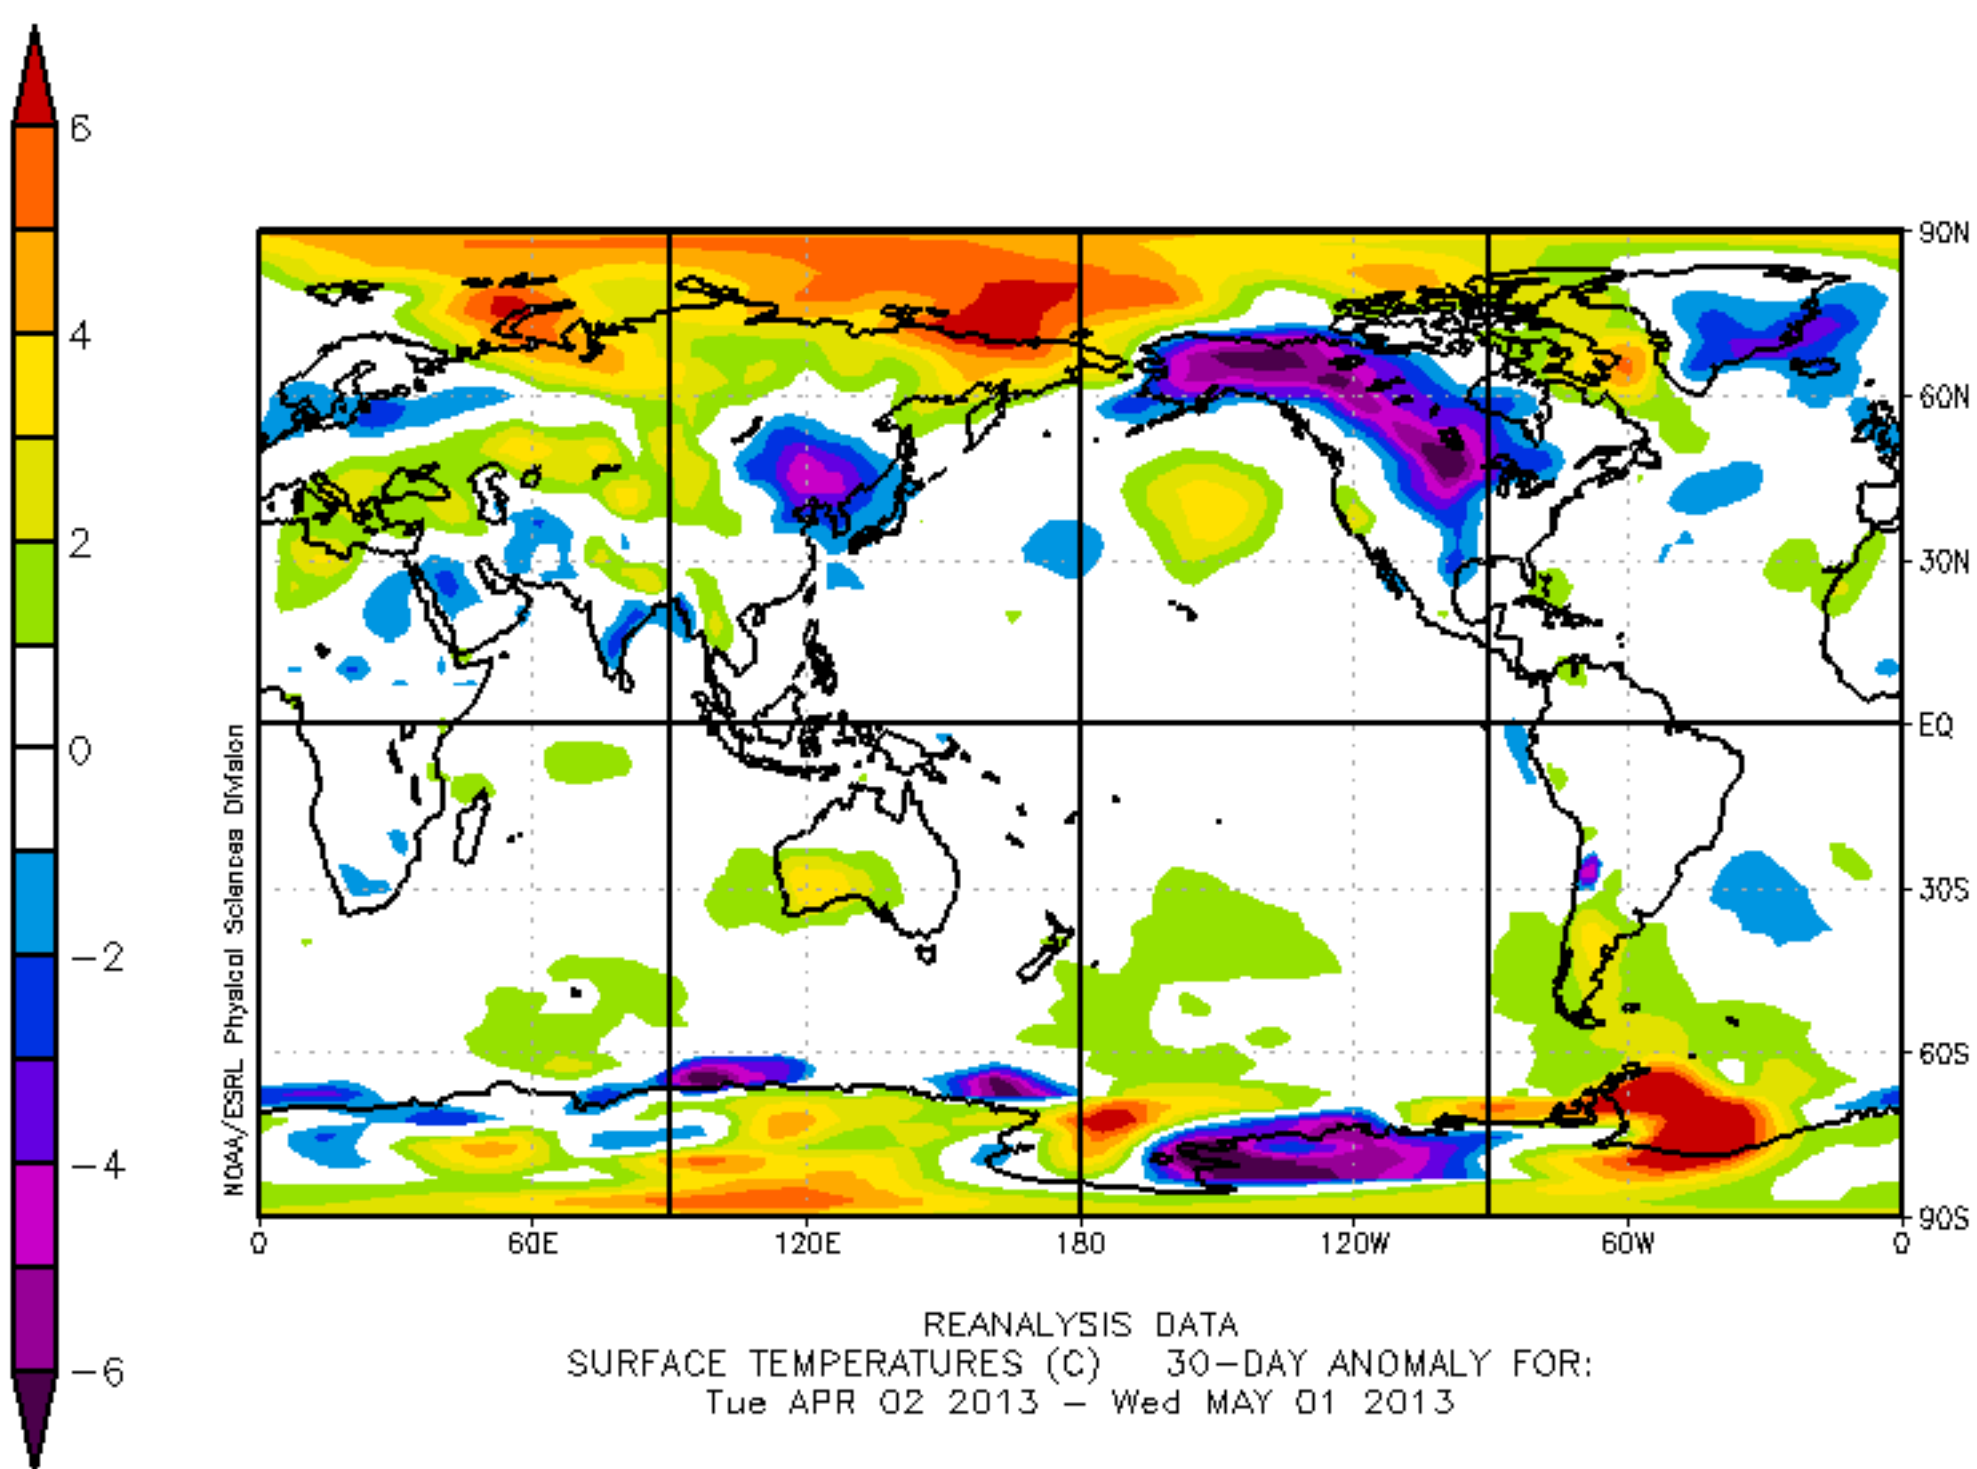 6
4
2
0
-2
-4
-6
90N
60N
30N
EQ
30S
60S
90S
0 60E 120E 180 120W 60W 0
NOAA/ESRL Physical Sciences Division
REANALYSIS DATA
SURFACE TEMPERATURES (C) 30-DAY ANOMALY FOR:
Tue APR 02 2013 - Wed MAY 01 2013